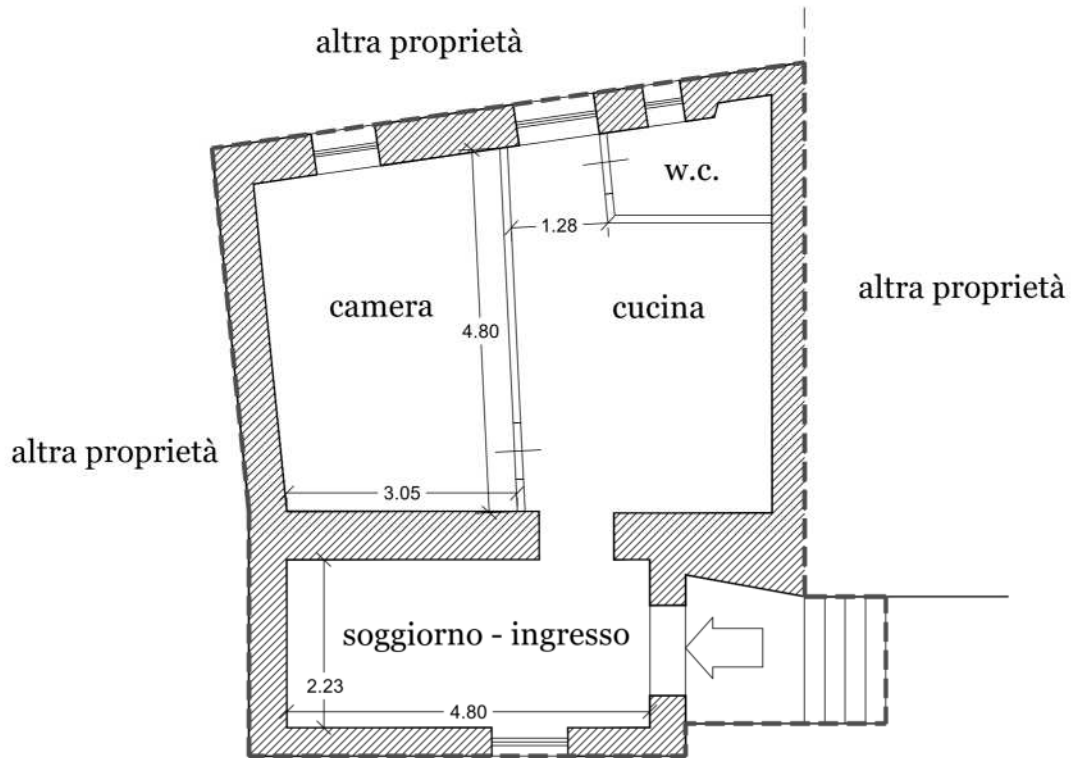 altra proprietà
w.c.
1.28
altra proprietà
camera
cucina
4.80
altra proprietà
3.05
soggiorno - ingresso
2.23
4.80